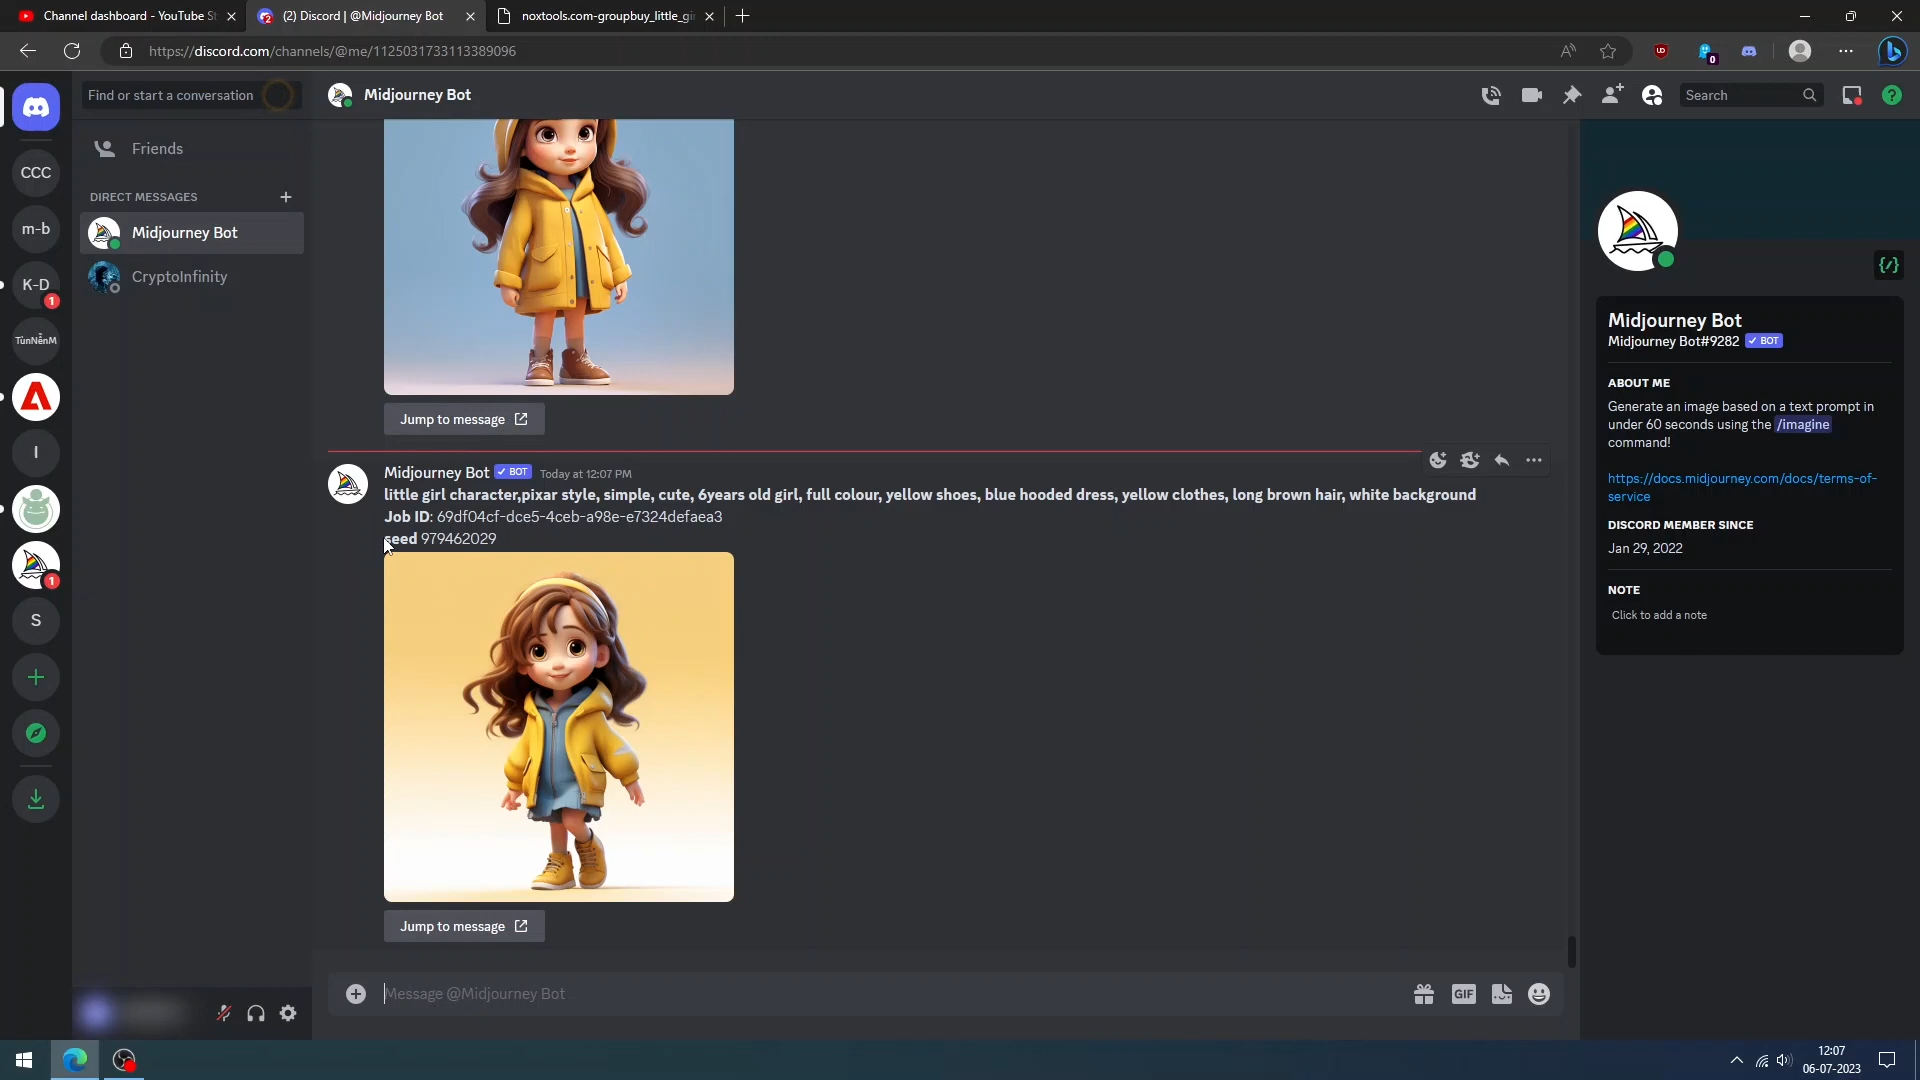 Channel dashboard - YouTube St
(2) Discord | @Midjourney Bot
noxtools.com-groupbuy_little_gir
https://discord.com/channels/@me/1125031733113389096
0
Find or start a conversation
Midjourney Bot
Search
Friends
DIRECT MESSAGES
Midjourney Bot
CryptoInfinity
CCC
m-b
K-D
1
TùnNềnM
I
1
S
Jump to message
Midjourney Bot BOT Today at 12:07 PM
little girl character,pixar style, simple, cute, 6years old girl, full colour, yellow shoes, blue hooded dress, yellow clothes, long brown hair, white background
Job ID: 69df04cf-dce5-4ceb-a98e-e7324defaea3
seed 979462029
Jump to message
Message @Midjourney Bot
GIF
Midjourney Bot
Midjourney Bot#9282 BOT
ABOUT ME
Generate an image based on a text prompt in
under 60 seconds using the /imagine
command!
https://docs.midjourney.com/docs/terms-of-
service
DISCORD MEMBER SINCE
Jan 29, 2022
NOTE
Click to add a note
12:07
06-07-2023